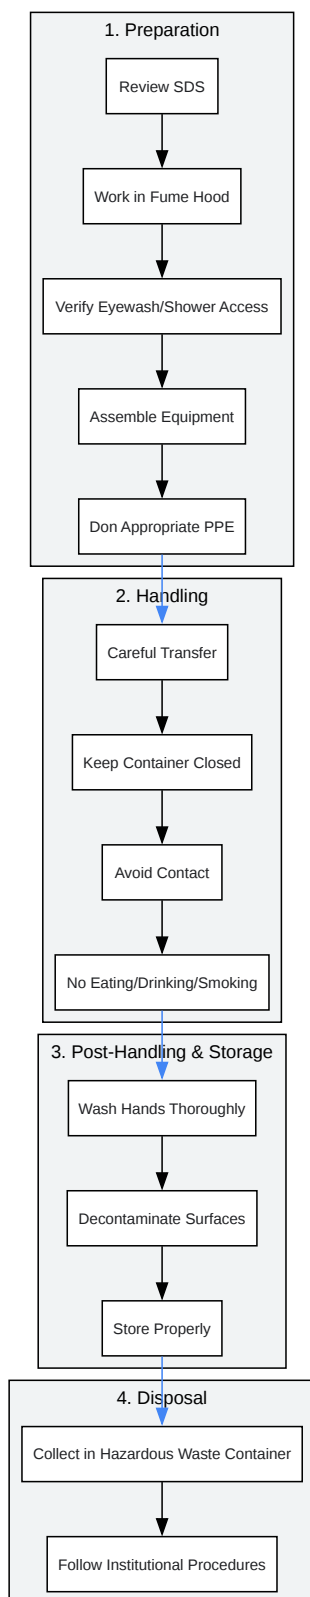 1. Preparation
Review SDS
Work in Fume Hood
Verify Eyewash/Shower Access
Assemble Equipment
Don Appropriate PPE
2. Handling
Careful Transfer
Keep Container Closed
Avoid Contact
No Eating/Drinking/Smoking
3. Post-Handling & Storage
Wash Hands Thoroughly
Decontaminate Surfaces
Store Properly
4. Disposal
Collect in Hazardous Waste Container
Follow Institutional Procedures